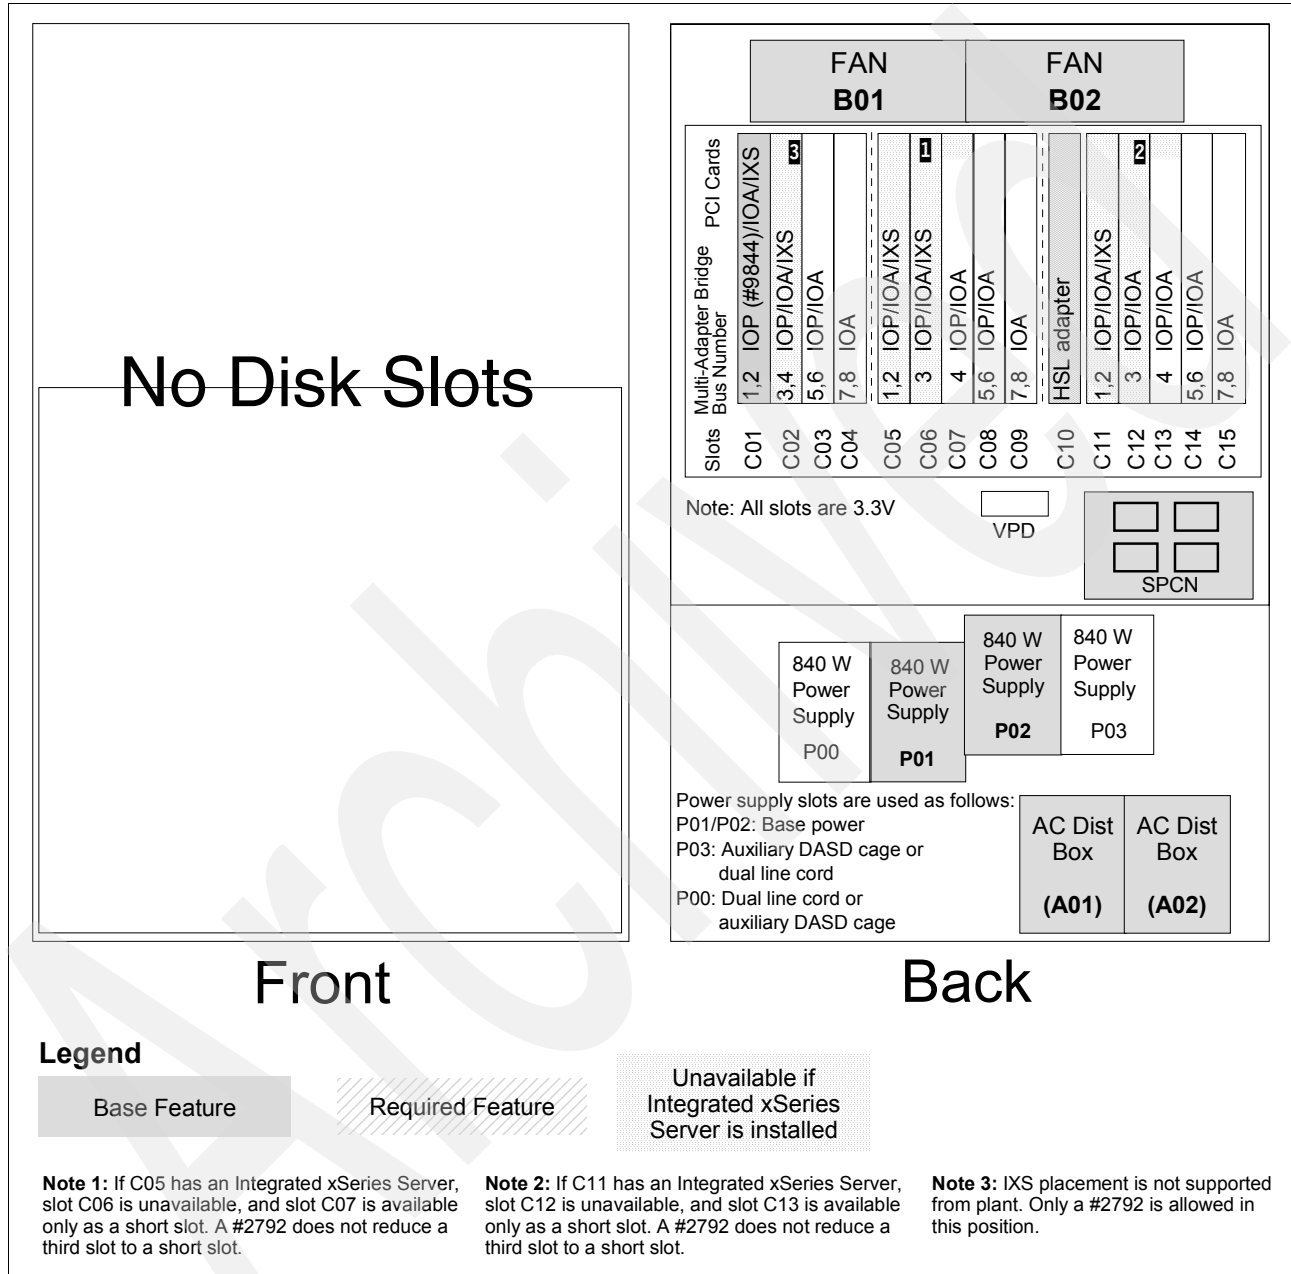 No Disk Slots
Front
FAN
B01
FAN
B02
Slots
Multi-Adapter Bridge
Bus Number
PCI Cards
C01 1,2 IOP (#9844)/IOA/IXS
C02 3,4 IOP/IOA/IXS 3
C03 5,6 IOP/IOA
C04 7,8 IOA
C05 1,2 IOP/IOA/IXS
C06 3 IOP/IOA/IXS 1
C07 4 IOP/IOA
C08 5,6 IOP/IOA
C09 7,8 IOA
C10 HSL adapter
C11 1,2 IOP/IOA/IXS
C12 3 IOP/IOA 2
C13 4 IOP/IOA
C14 5,6 IOP/IOA
C15 7,8 IOA
Note: All slots are 3.3V
VPD
SPCN
840 W
Power
Supply
P00
840 W
Power
Supply
P01
840 W
Power
Supply
P02
840 W
Power
Supply
P03
Power supply slots are used as follows:
P01/P02: Base power
P03: Auxiliary DASD cage or
dual line cord
P00: Dual line cord or
auxiliary DASD cage
AC Dist
Box
(A01)
AC Dist
Box
(A02)
Back
Legend
Base Feature
Required Feature
Unavailable if
Integrated xSeries
Server is installed
Note 1: If C05 has an Integrated xSeries Server,
slot C06 is unavailable, and slot C07 is available
only as a short slot. A #2792 does not reduce a
third slot to a short slot.
Note 2: If C11 has an Integrated xSeries Server,
slot C12 is unavailable, and slot C13 is available
only as a short slot. A #2792 does not reduce a
third slot to a short slot.
Note 3: IXS placement is not supported
from plant. Only a #2792 is allowed in
this position.
Archived